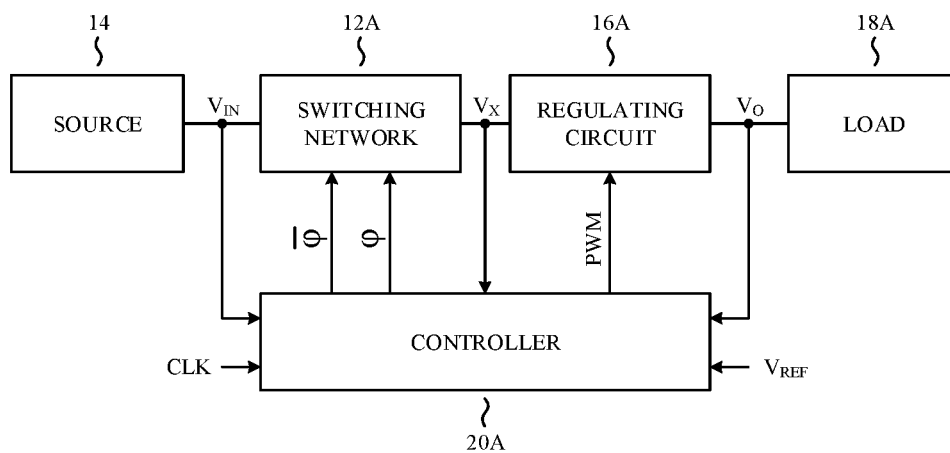 14
12A
16A
18A
SOURCE
V_IN
SWITCHING
NETWORK
V_X
REGULATING
CIRCUIT
V_O
LOAD
φ̅
φ
PWM
CONTROLLER
CLK
V_REF
20A